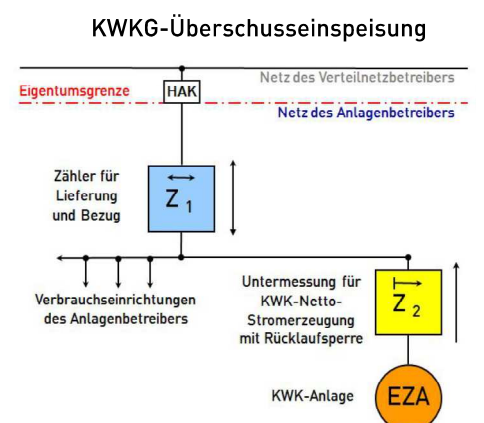 KWKG-Überschusseinspeisung
Netz des Verteilnetzbetreibers
Eigentumsgrenze
HAK
Netz des Anlagenbetreibers
Zähler für
Lieferung
und Bezug
Z 1
Verbrauchseinrichtungen
des Anlagenbetreibers
Untermessung für
KWK-Netto-
Stromerzeugung
mit Rücklaufsperre
Z 2
KWK-Anlage
EZA